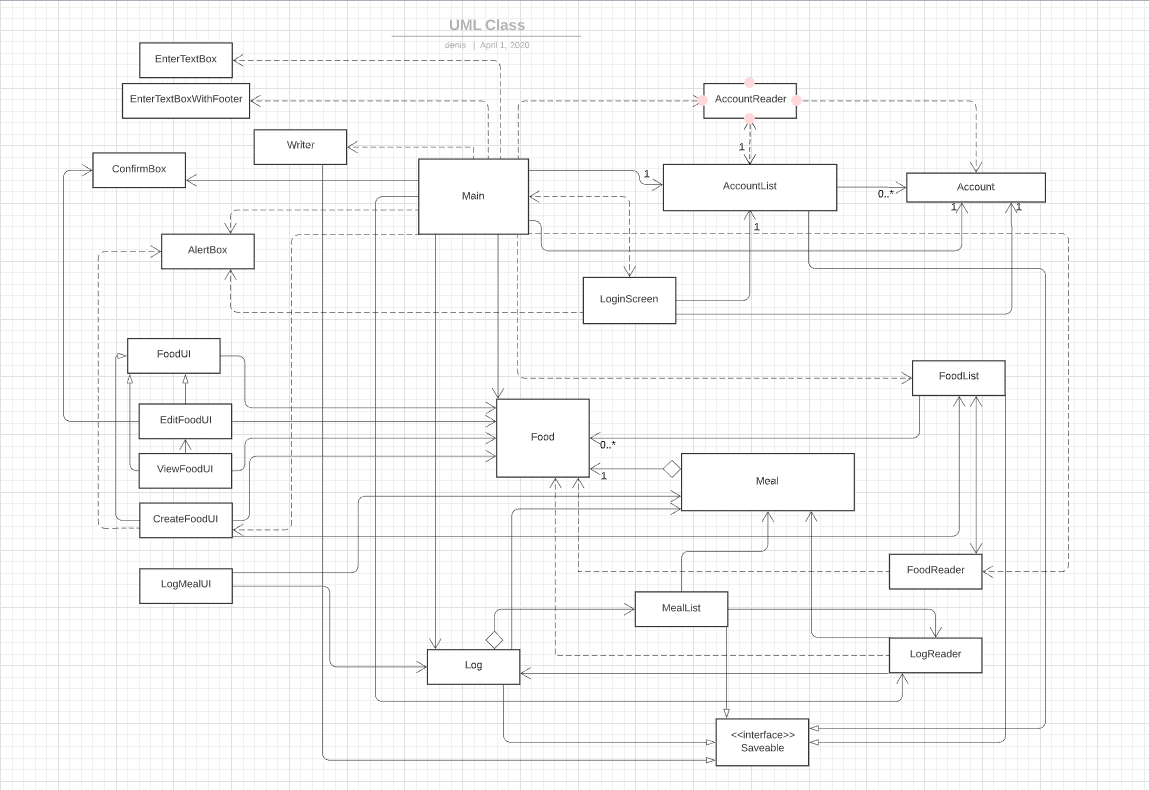 UML Class
denis | April 1, 2020
EnterTextBox
EnterTextBoxWithFooter
AccountReader
Writer
1
ConfirmBox
1
Main
AccountList
Account
0..*
1
1
1
AlertBox
LoginScreen
FoodUI
FoodList
EditFoodUI
Food
0..*
ViewFoodUI
1
Meal
CreateFoodUI
FoodReader
LogMealUI
MealList
LogReader
Log
<<interface>>
Saveable